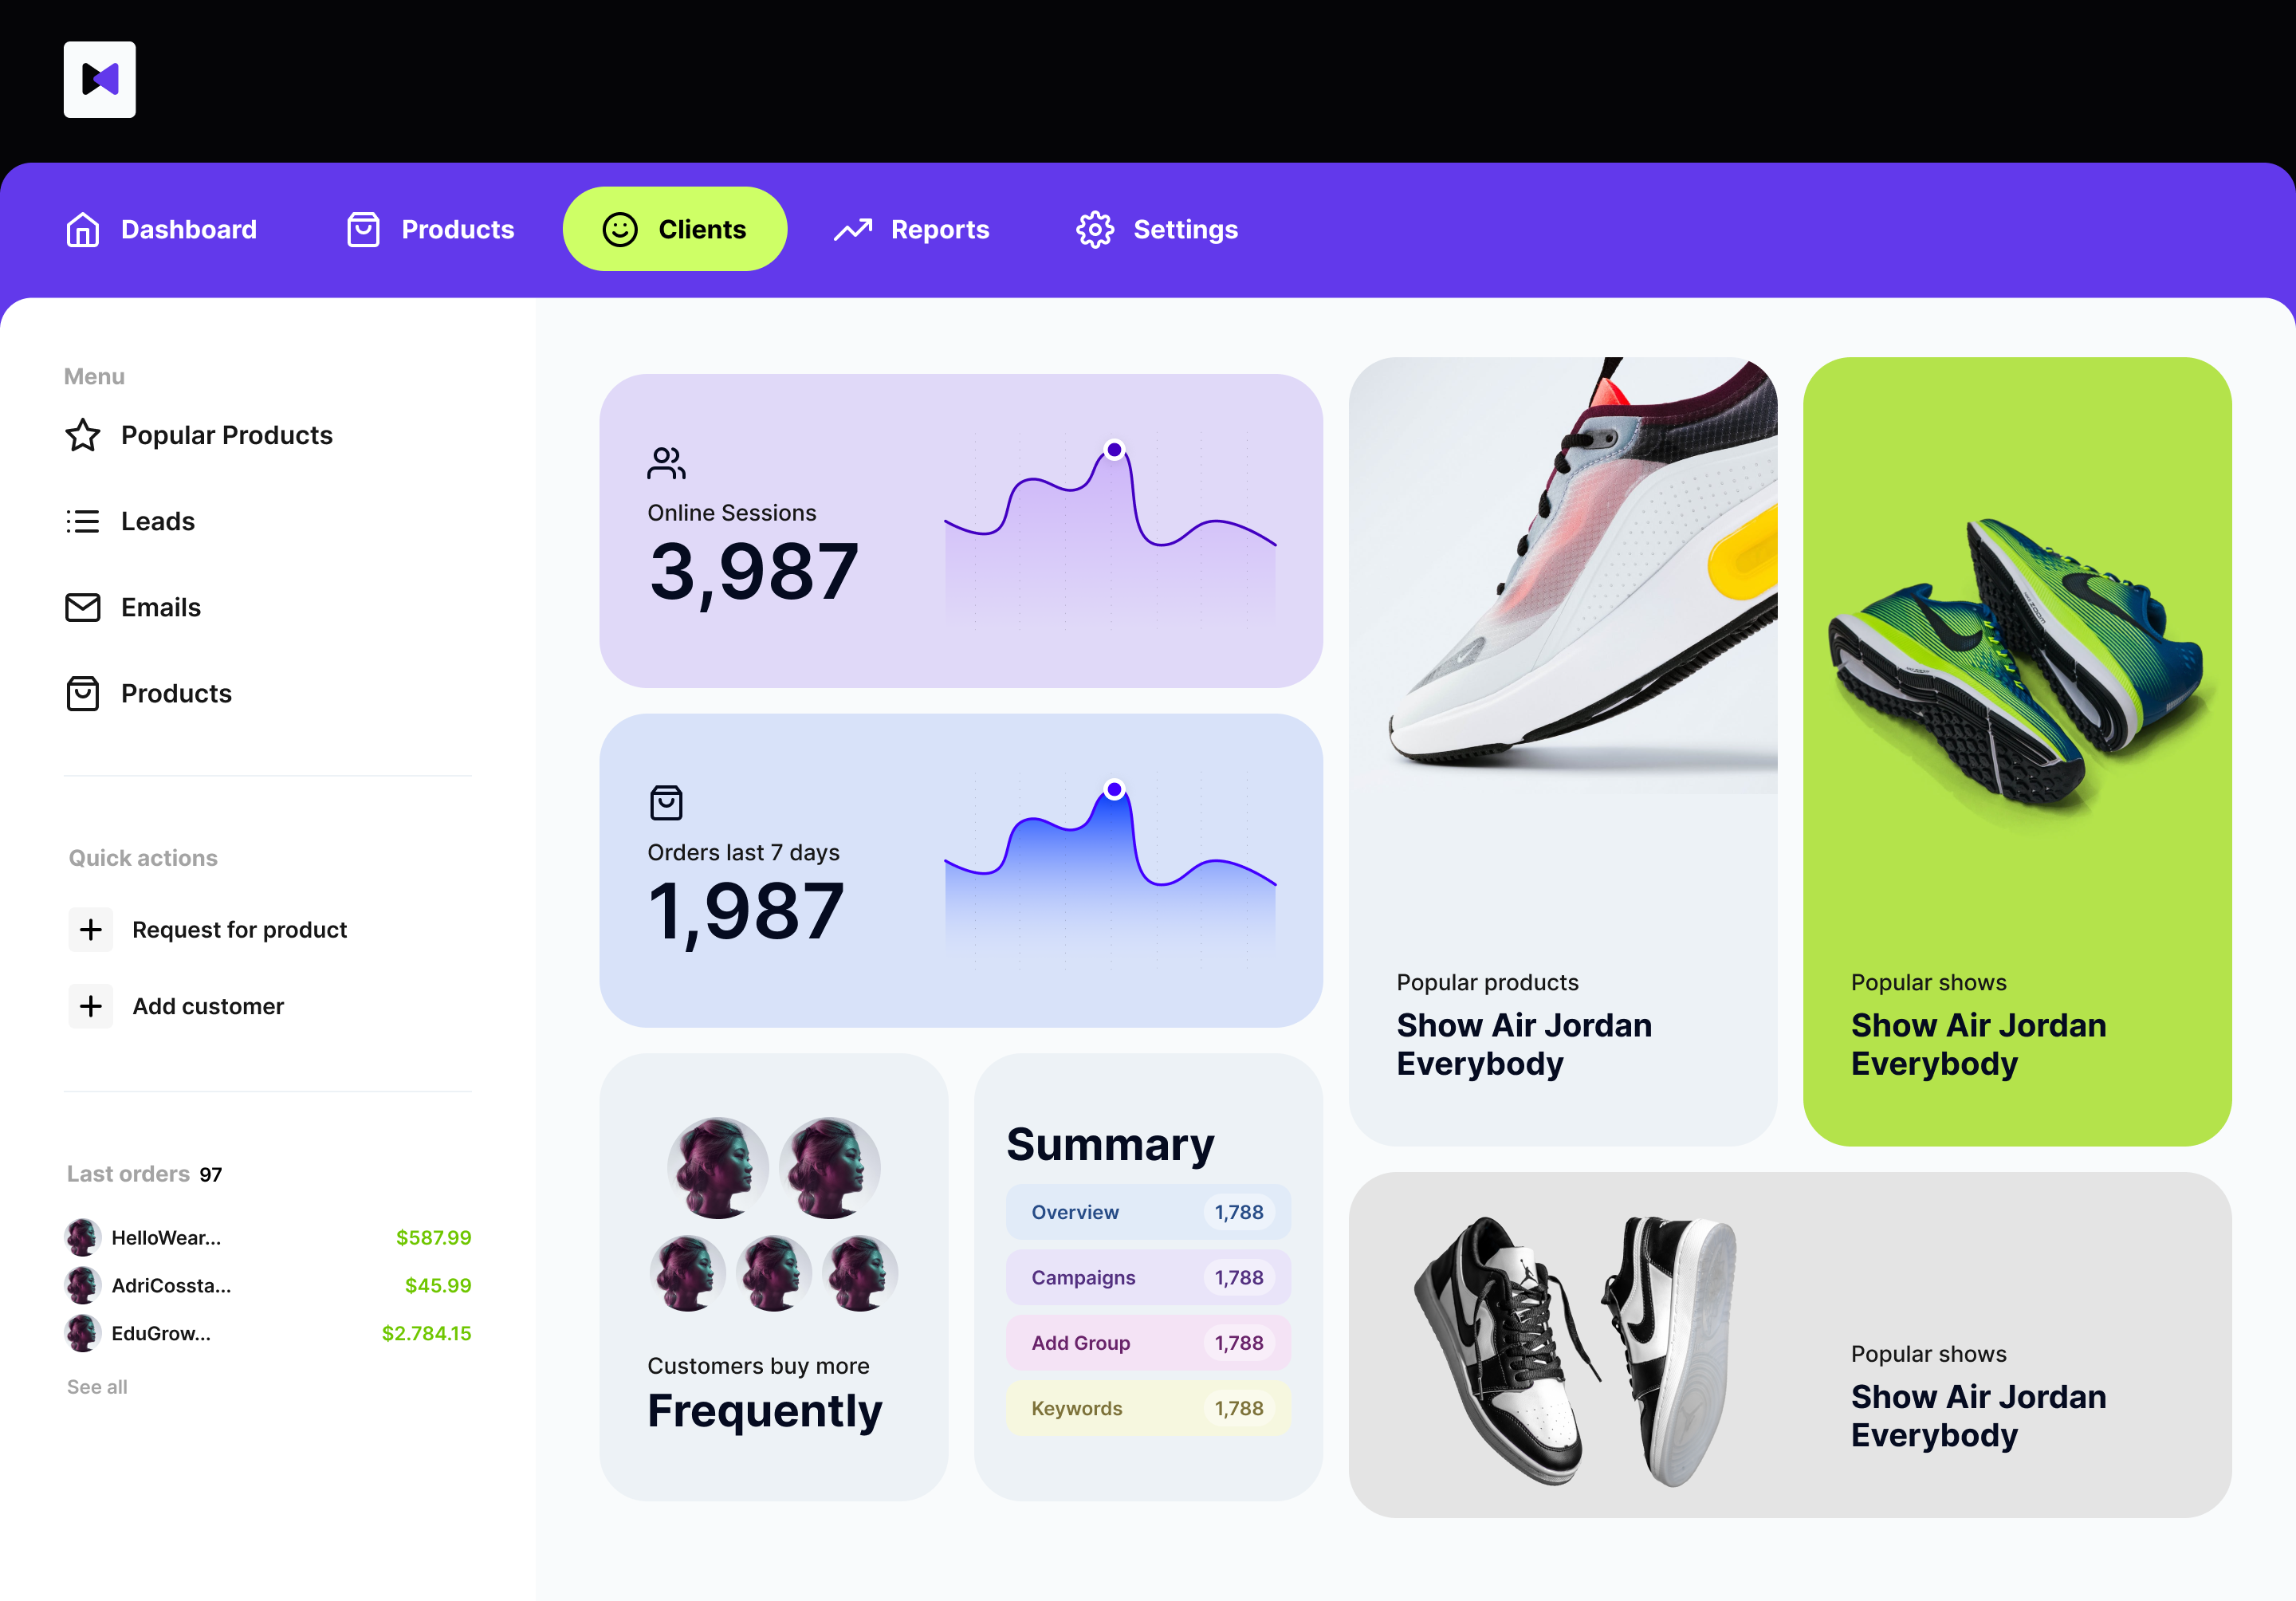 Dashboard
Products
Clients
Reports
Settings
Menu
Popular Products
Leads
Emails
Products
Quick actions
Request for product
Add customer
Last orders 97
HelloWear... $587.99
AdriCossta... $45.99
EduGrow... $2.784.15
See all
Online Sessions
3,987
Orders last 7 days
1,987
Customers buy more
Frequently
Summary
Overview 1,788
Campaigns 1,788
Add Group 1,788
Keywords 1,788
Popular products
Show Air Jordan
Everybody
Popular shows
Show Air Jordan
Everybody
Popular shows
Show Air Jordan
Everybody